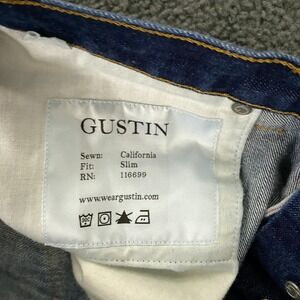 GUSTIN
Sewn: California
Fit: Slim
RN: 116699
www.weargustin.com